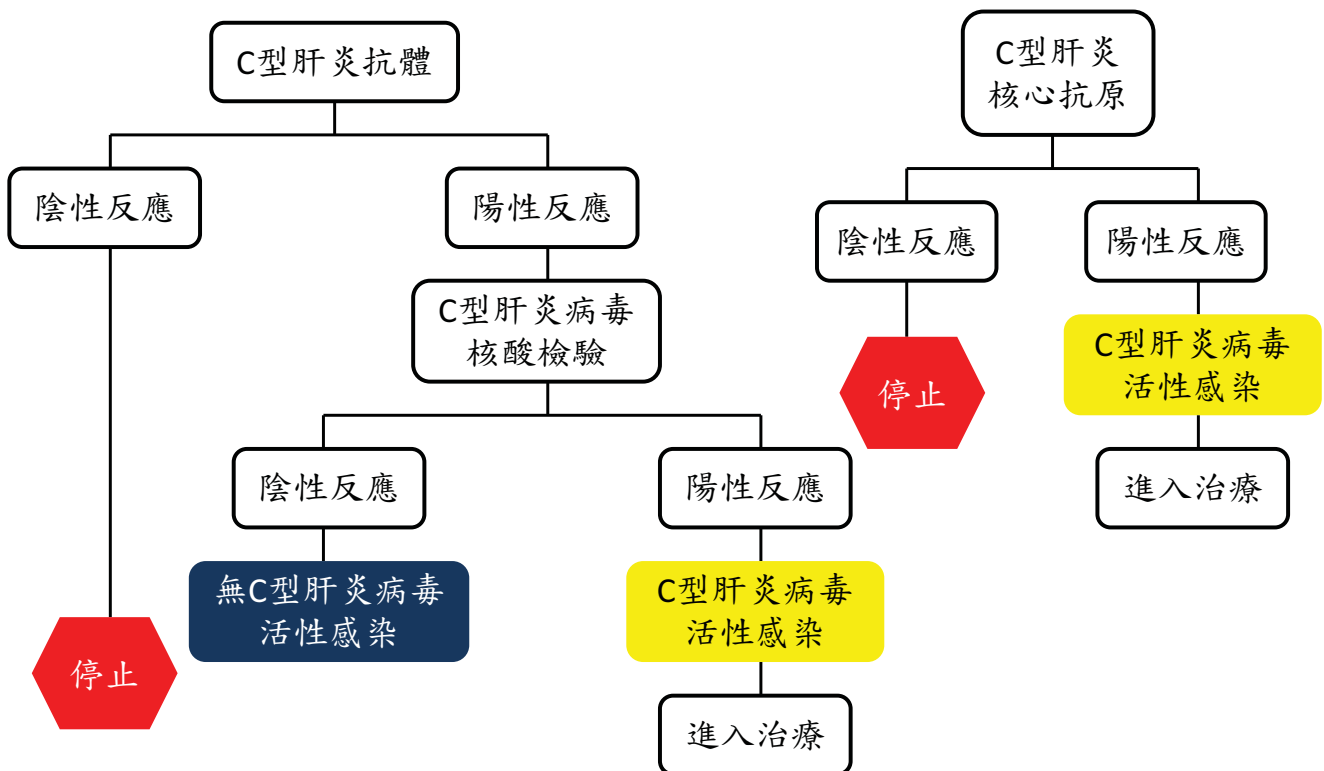 C型肝炎抗體
陰性反應
陽性反應
C型肝炎病毒
核酸檢驗
陰性反應
陽性反應
無C型肝炎病毒
活性感染
C型肝炎病毒
活性感染
停止
進入治療
C型肝炎
核心抗原
陰性反應
陽性反應
停止
C型肝炎病毒
活性感染
進入治療